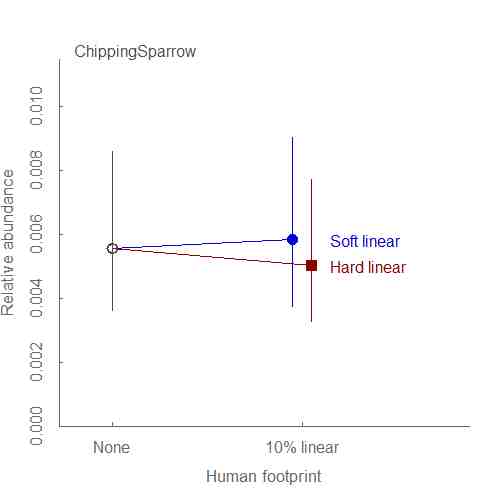 ChippingSparrow
Relative abundance
0.010
0.008
0.006
0.004
0.002
0.000
Soft linear
Hard linear
None
10% linear
Human footprint